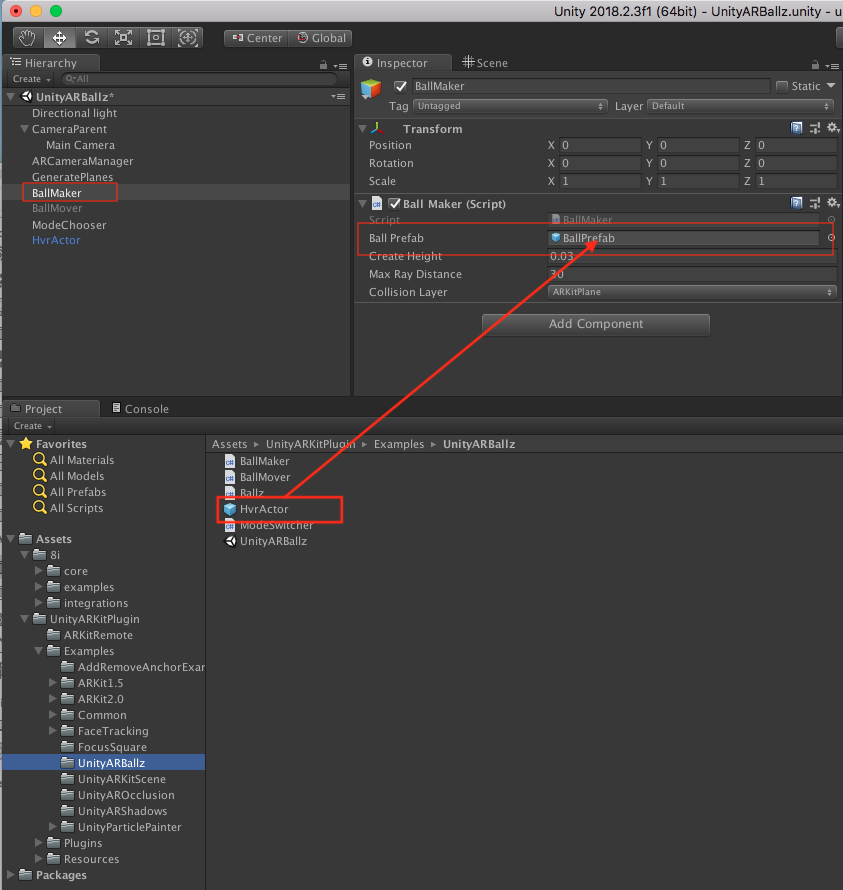 Unity 2018.2.3f1 (64bit) - UnityARBallz.unity - u
Center Global
Hierarchy
Create All
UnityARBallz*
Directional light
CameraParent
Main Camera
ARCameraManager
GeneratePlanes
BallMaker
BallMover
ModeChooser
HvrActor
Inspector Scene
BallMaker Static
Tag Untagged Layer Default
Transform
Position X 0 Y 0 Z 0
Rotation X 0 Y 0 Z 0
Scale X 1 Y 1 Z 1
Ball Maker (Script)
Script BallMaker
Ball Prefab BallPrefab
Create Height 0.03
Max Ray Distance 30
Collision Layer ARKitPlane
Add Component
Project Console
Create
Favorites
All Materials
All Models
All Prefabs
All Scripts
Assets
8i
core
examples
integrations
UnityARKitPlugin
ARKitRemote
Examples
AddRemoveAnchorExar
ARKit1.5
ARKit2.0
Common
FaceTracking
FocusSquare
UnityARBallz
UnityARKitScene
UnityAROcclusion
UnityARShadows
UnityParticlePainter
Plugins
Resources
Packages
Assets ▸ UnityARKitPlugin ▸ Examples ▸ UnityARBallz
BallMaker
BallMover
Ballz
HvrActor
ModeSwitcher
UnityARBallz